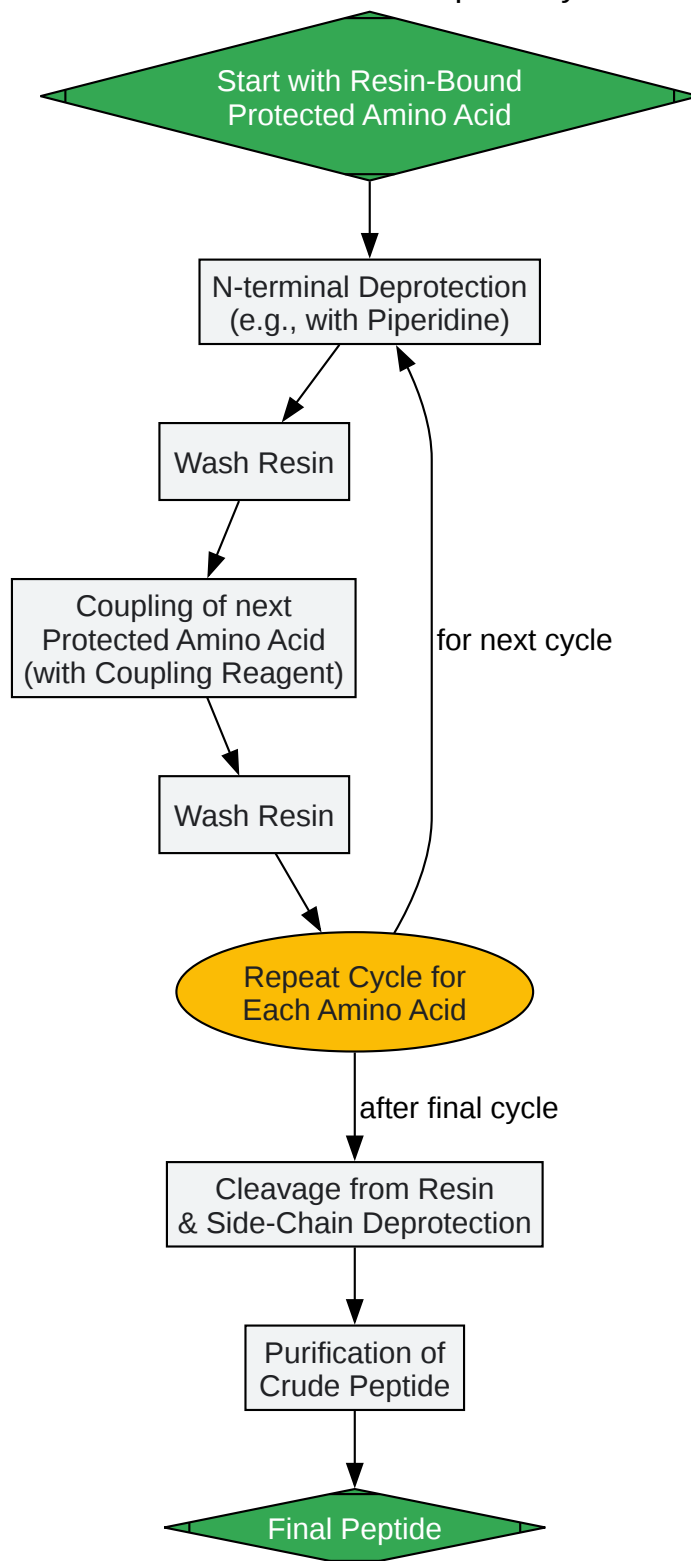 Start with Resin-Bound
Protected Amino Acid
N-terminal Deprotection
(e.g., with Piperidine)
Wash Resin
Coupling of next
Protected Amino Acid
(with Coupling Reagent)
for next cycle
Wash Resin
Repeat Cycle for
Each Amino Acid
after final cycle
Cleavage from Resin
& Side-Chain Deprotection
Purification of
Crude Peptide
Final Peptide